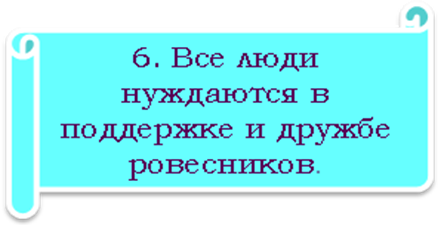 6. Все люди
нуждаются в
поддержке и дружбе
ровесников.